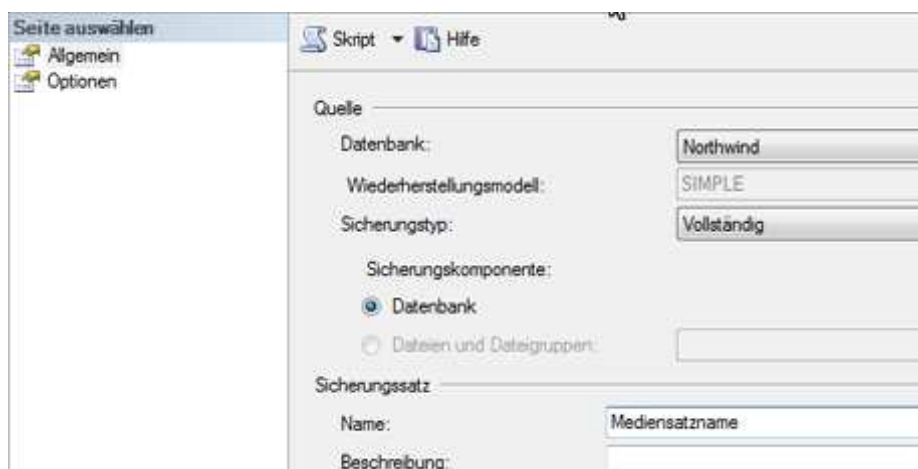 Seite auswählen
Allgemein
Optionen
Skript
Hilfe
Quelle
Datenbank:
Northwind
Wiederherstellungsmodell:
SIMPLE
Sicherungstyp:
Vollständig
Sicherungskomponente:
Datenbank
Dateien und Dateigruppen:
Sicherungssatz
Name:
Mediensatzname
Beschreibung: